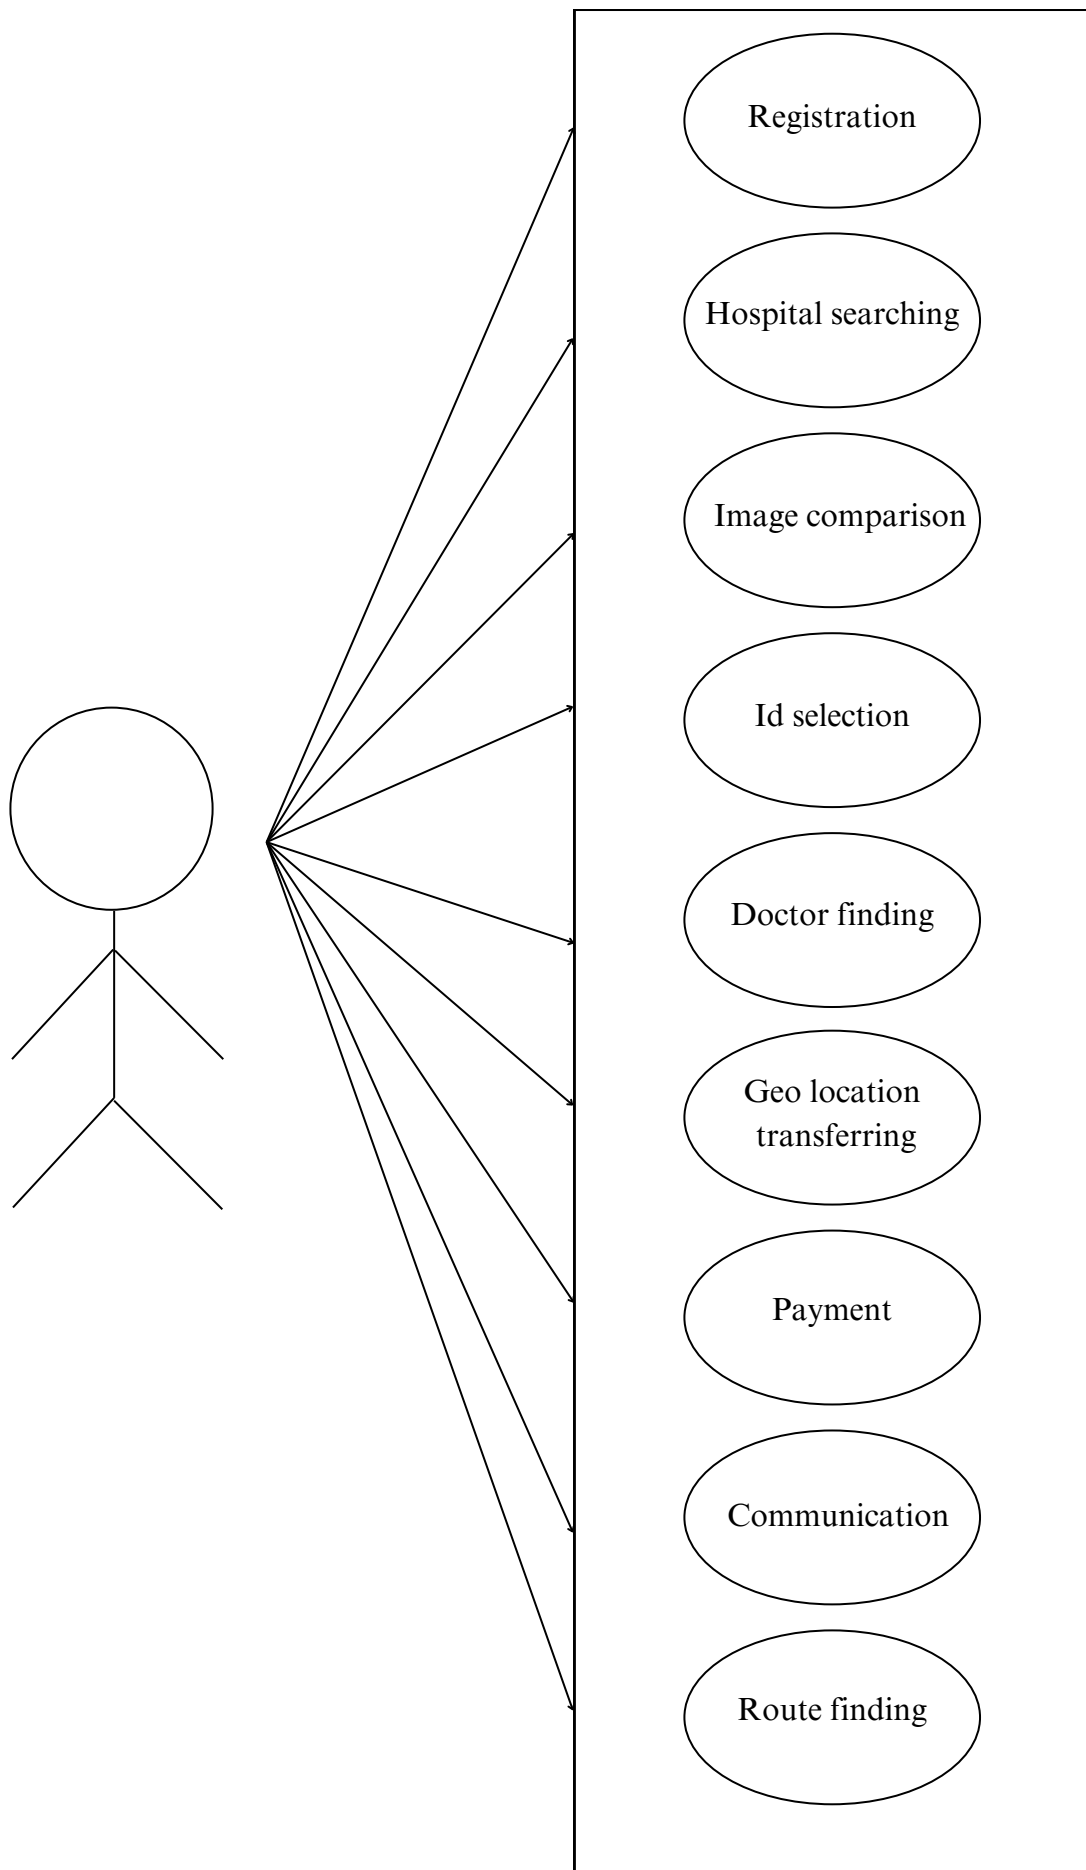 Registration
Hospital searching
Image comparison
Id selection
Doctor finding
Geo location
transferring
Payment
Communication
Route finding